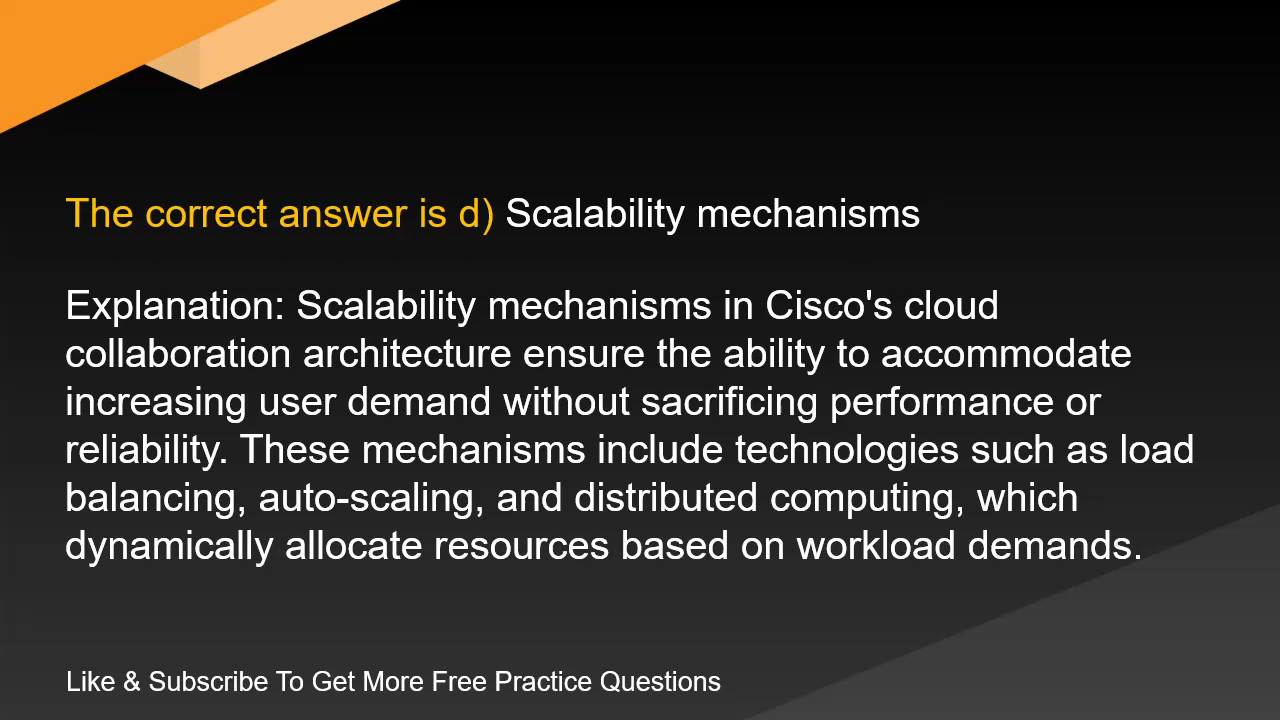 The correct answer is d) Scalability mechanisms
Explanation: Scalability mechanisms in Cisco's cloud
collaboration architecture ensure the ability to accommodate
increasing user demand without sacrificing performance or
reliability. These mechanisms include technologies such as load
balancing, auto-scaling, and distributed computing, which
dynamically allocate resources based on workload demands.
Like & Subscribe To Get More Free Practice Questions